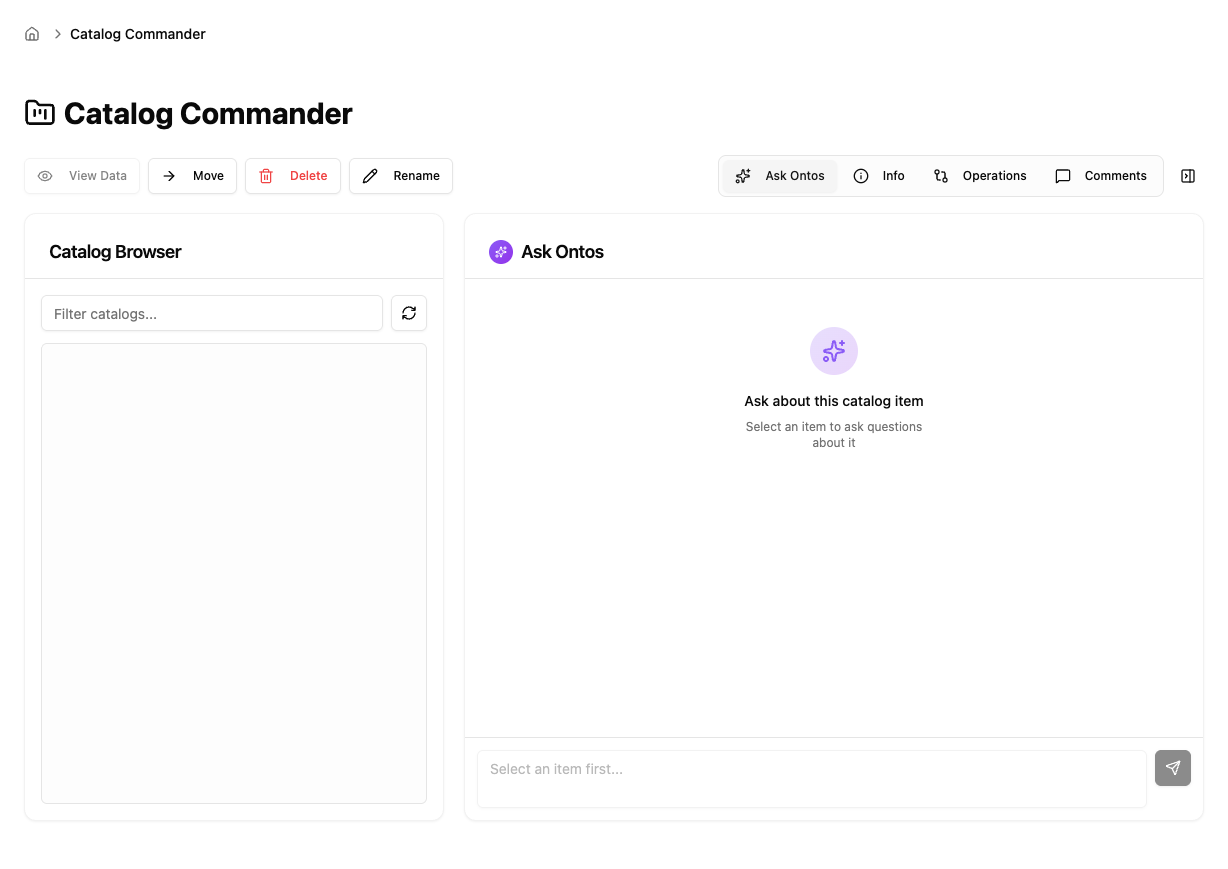 Catalog Commander
Catalog Commander
View Data
Move
Delete
Rename
Ask Ontos
Info
Operations
Comments
Catalog Browser
Filter catalogs...
Ask Ontos
Ask about this catalog item
Select an item to ask questions
about it
Select an item first...